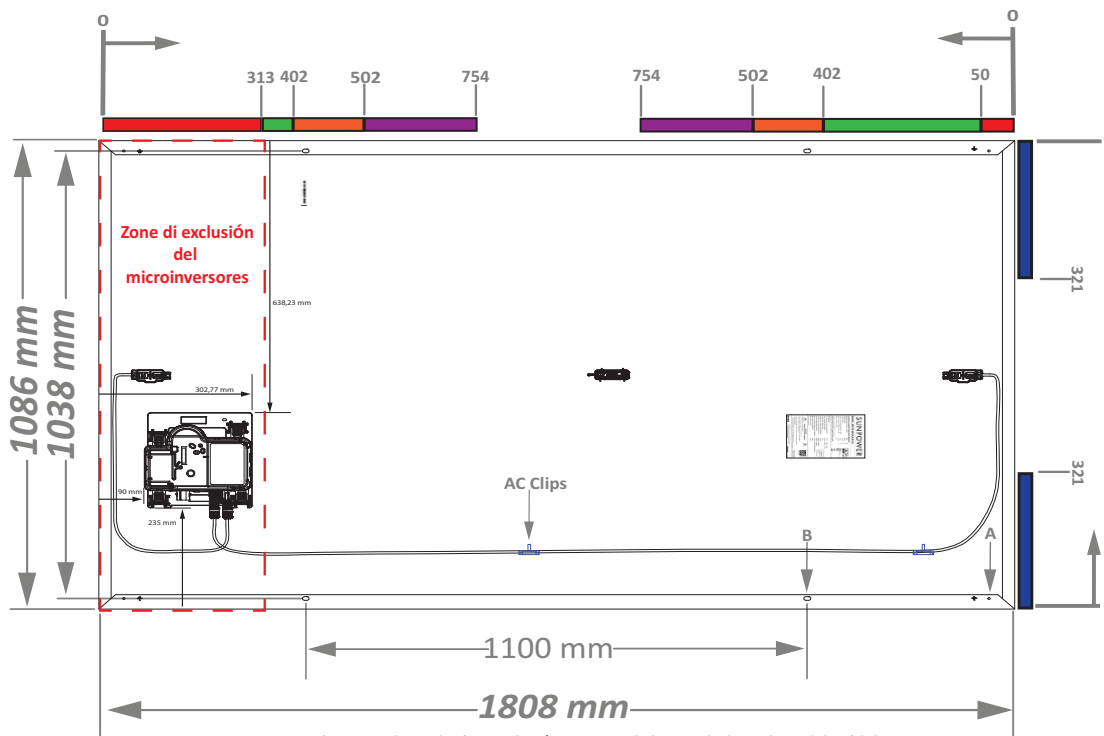 0
0
313 402 502 754
754 502 402 50
Zone di exclusión
del
microinversores
321
638,23 mm
1086 mm
1038 mm
302,77 mm
SUNPOWER
90 mm
235 mm
AC Clips
321
B
A
1100 mm
1808 mm